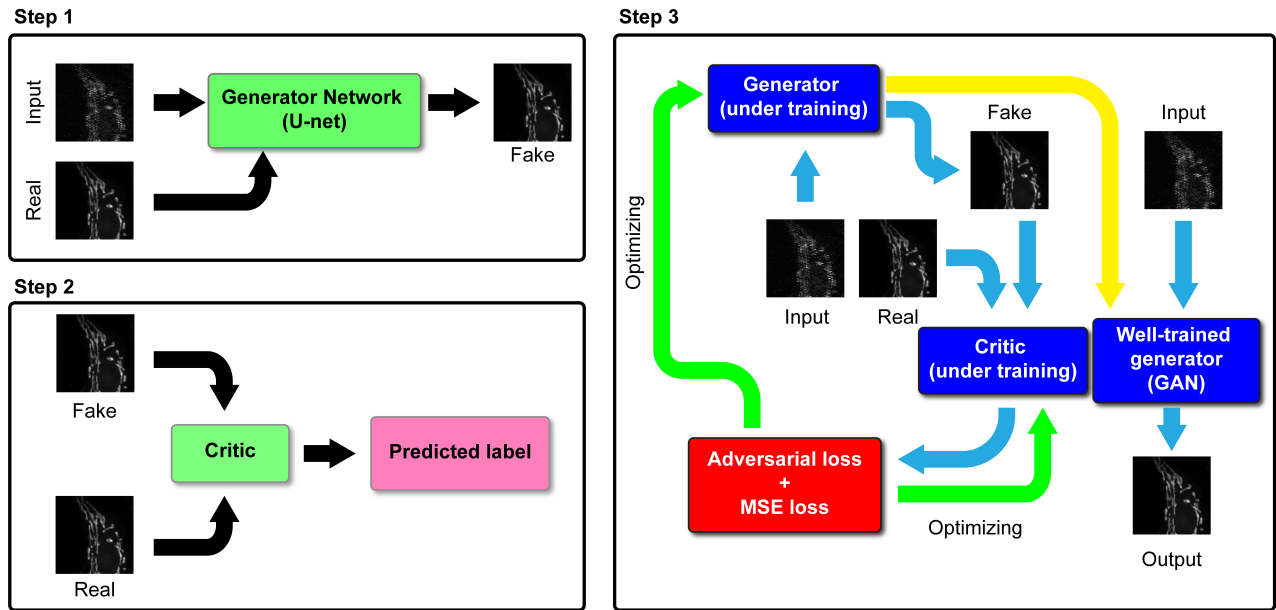 Step 1
Input
Real
Generator Network
(U-net)
Fake
Step 2
Fake
Real
Critic
Predicted label
Step 3
Optimizing
Generator
(under training)
Input
Real
Fake
Input
Critic
(under training)
Well-trained
generator
(GAN)
Adversarial loss
+
MSE loss
Optimizing
Output